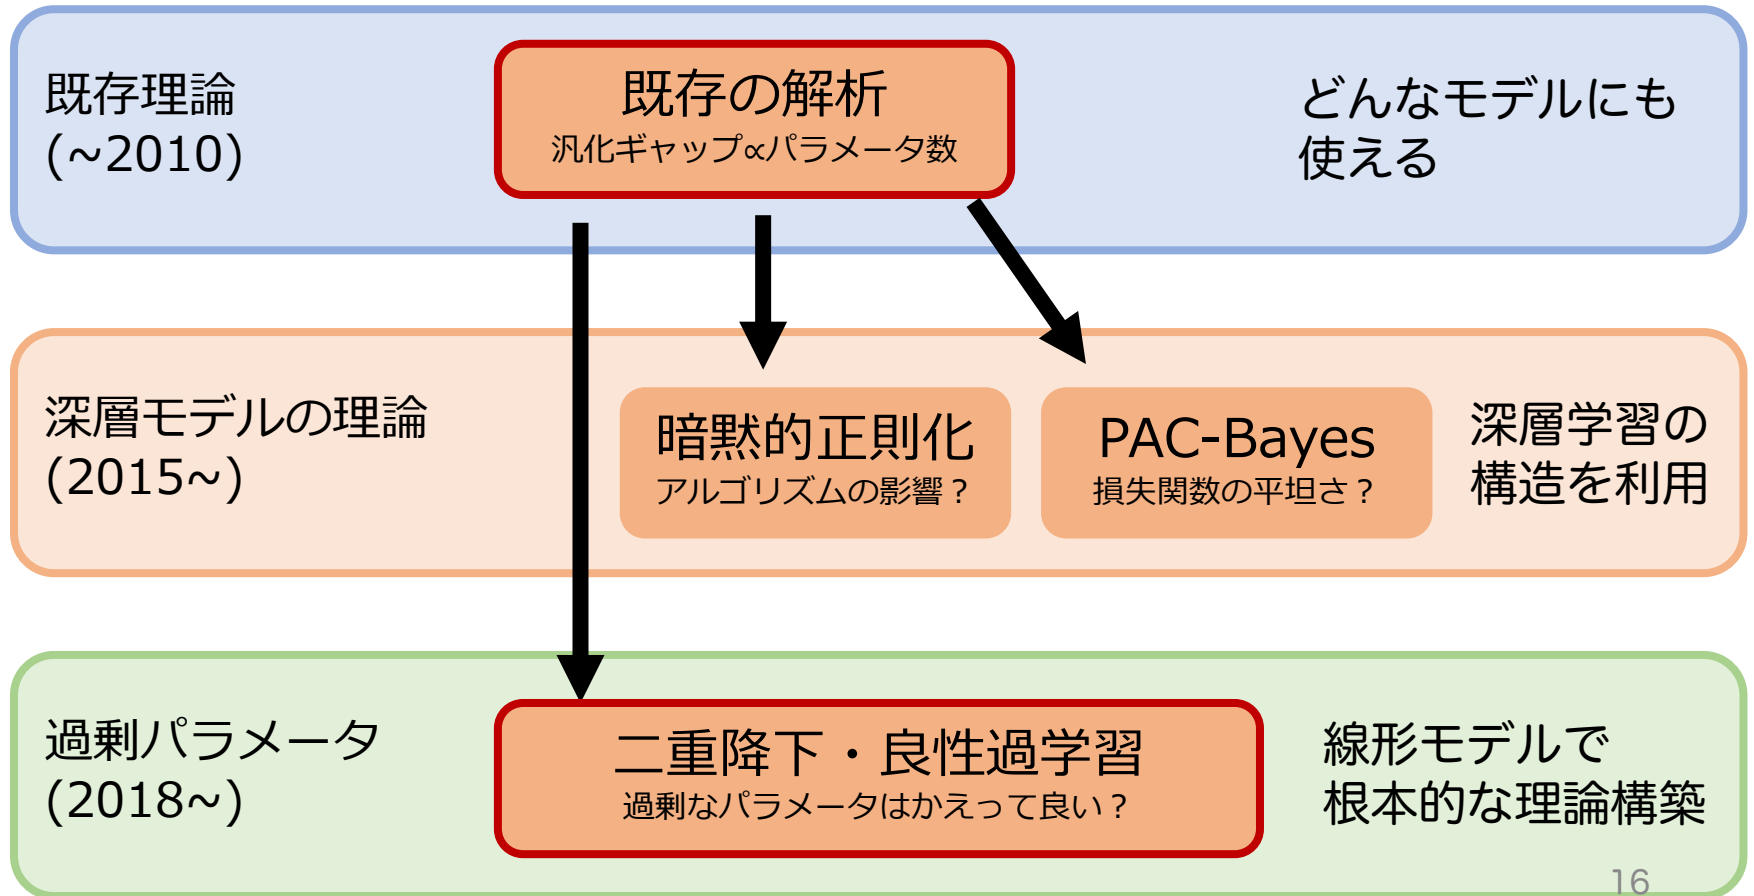 既存理論
(~2010)
既存の解析
汎化ギャップ∝パラメータ数
どんなモデルにも
使える
深層モデルの理論
(2015~)
暗黙的正則化
アルゴリズムの影響？
PAC-Bayes
損失関数の平坦さ？
深層学習の
構造を利用
過剰パラメータ
(2018~)
二重降下・良性過学習
過剰なパラメータはかえって良い？
線形モデルで
根本的な理論構築
16